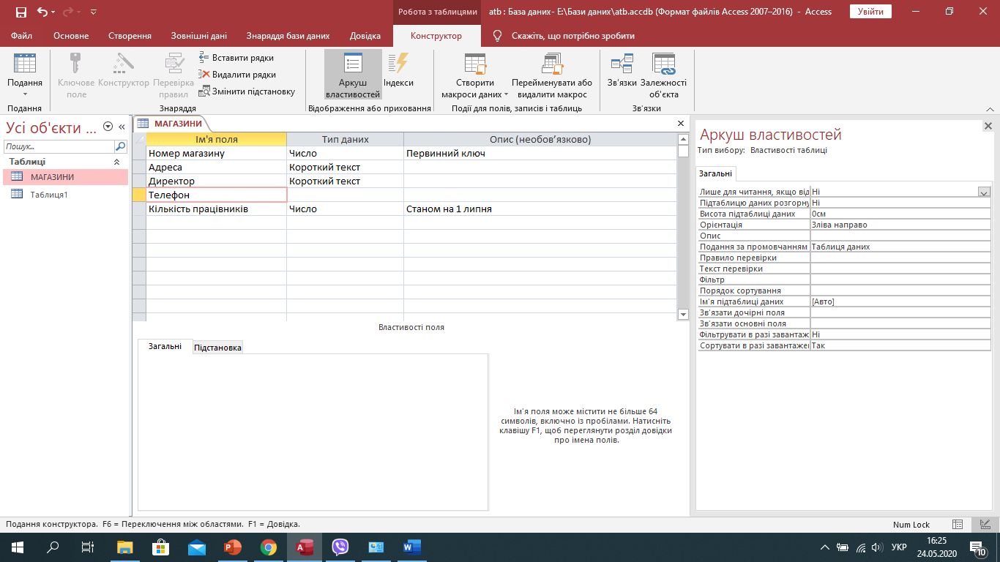 Робота з таблицями
atb : База даних- E:\Бази даних\atb.accdb (Формат файлів Access 2007–2016) - Access
Увійти
Файл Основне Створення Зовнішні дані Знаряддя бази даних Довідка Конструктор Скажіть, що потрібно зробити
Подання
Ключове поле
Конструктор
Перевірка правил
Вставити рядки
Видалити рядки
Змінити підстановку
Аркуш властивостей
Індекси
Створити макроси даних
Перейменувати або видалити макрос
Зв’язки
Залежності об'єкта
Подання Знаряддя Відображення або приховання Події для полів, записів і таблиць Зв'язки
Усі об'єкти ...
Пошук...
Таблиці
МАГАЗИНИ
Таблиця1
МАГАЗИНИ
Ім'я поля Тип даних Опис (необов’язково)
Номер магазину Число Первинний ключ
Адреса Короткий текст
Директор Короткий текст
Телефон
Кількість працівників Число Станом на 1 липня
Властивості поля
Загальні Підстановка
Ім'я поля може містити не більше 64
символів, включно із пробілами. Натисніть
клавішу F1, щоб переглянути розділ довідки
про імена полів.
Аркуш властивостей
Тип вибору: Властивості таблиці
Загальні
Лише для читання, якщо від Ні
Підтаблицю даних розгорну Ні
Висота підтаблиці даних 0см
Орієнтація Зліва направо
Опис
Подання за промовчанням Таблиця даних
Правило перевірки
Текст перевірки
Фільтр
Порядок сортування
Ім'я підтаблиці даних [Авто]
Зв'язати дочірні поля
Зв'язати основні поля
Фільтрувати в разі завантаж Ні
Сортувати в разі завантажен Так
Подання конструктора. F6 = Переключення між областями. F1 = Довідка.
Num Lock
УКР
16:25
24.05.2020
10